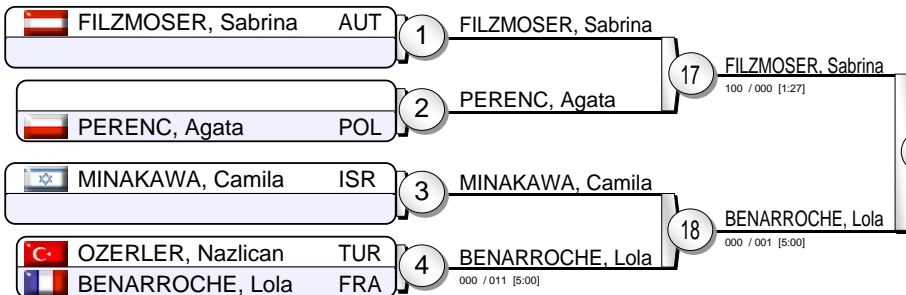 FILZMOSER, Sabrina AUT
1
FILZMOSER, Sabrina
17
FILZMOSER, Sabrina
100 / 000 [1:27]
PERENC, Agata POL
2
PERENC, Agata
MINAKAWA, Camila ISR
3
MINAKAWA, Camila
18
BENARROCHE, Lola
000 / 001 [5:00]
OZERLER, Nazlican TUR
BENARROCHE, Lola FRA
4
BENARROCHE, Lola
000 / 011 [5:00]